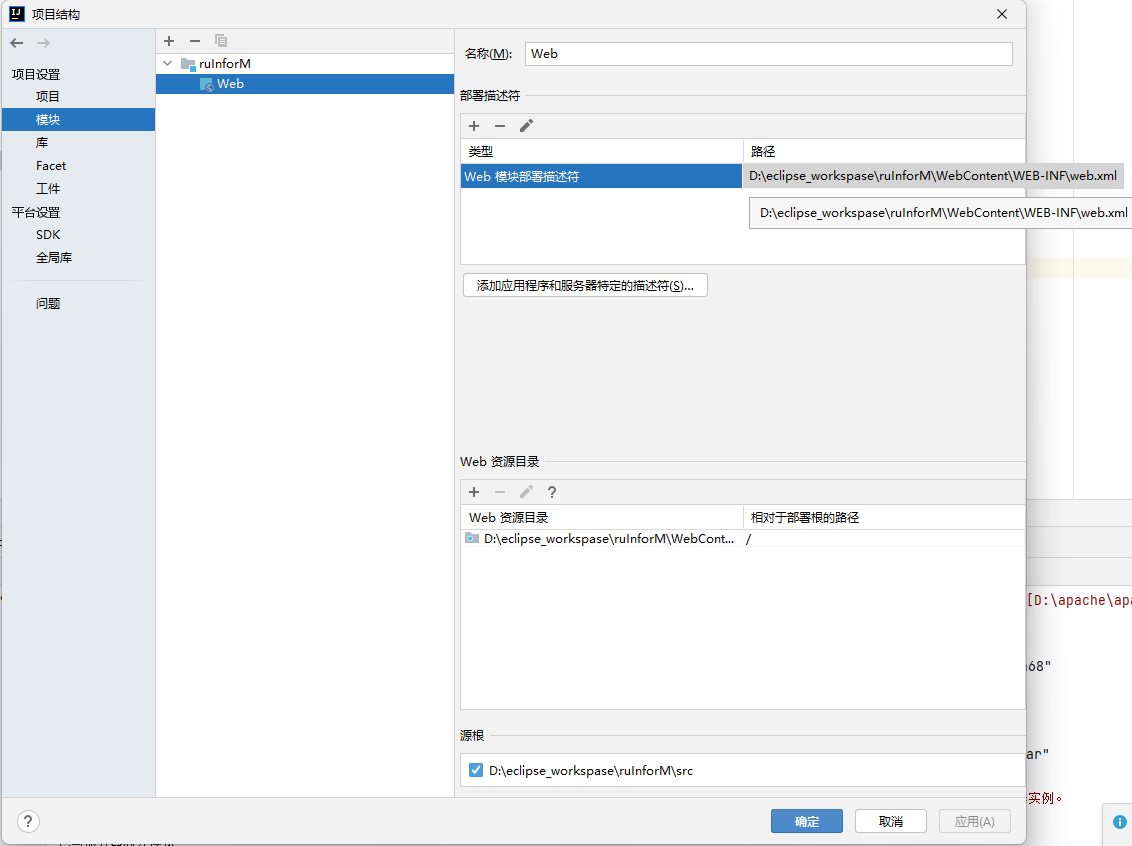 项目结构
项目设置
项目
模块
库
Facet
工件
平台设置
SDK
全局库
问题
ruInforM
Web
名称(M): Web
部署描述符
类型 路径
Web 模块部署描述符 D:\eclipse_workspase\ruInforM\WebContent\WEB-INF\web.xml
D:\eclipse_workspase\ruInforM\WebContent\WEB-INF\web.xml
添加应用程序和服务器特定的描述符(S)...
Web 资源目录
Web 资源目录 相对于部署根的路径
D:\eclipse_workspase\ruInforM\WebCont... /
源根
D:\eclipse_workspase\ruInforM\src
[D:\apache\apa
68"
ar"
实例。
? 确定 取消 应用(A)